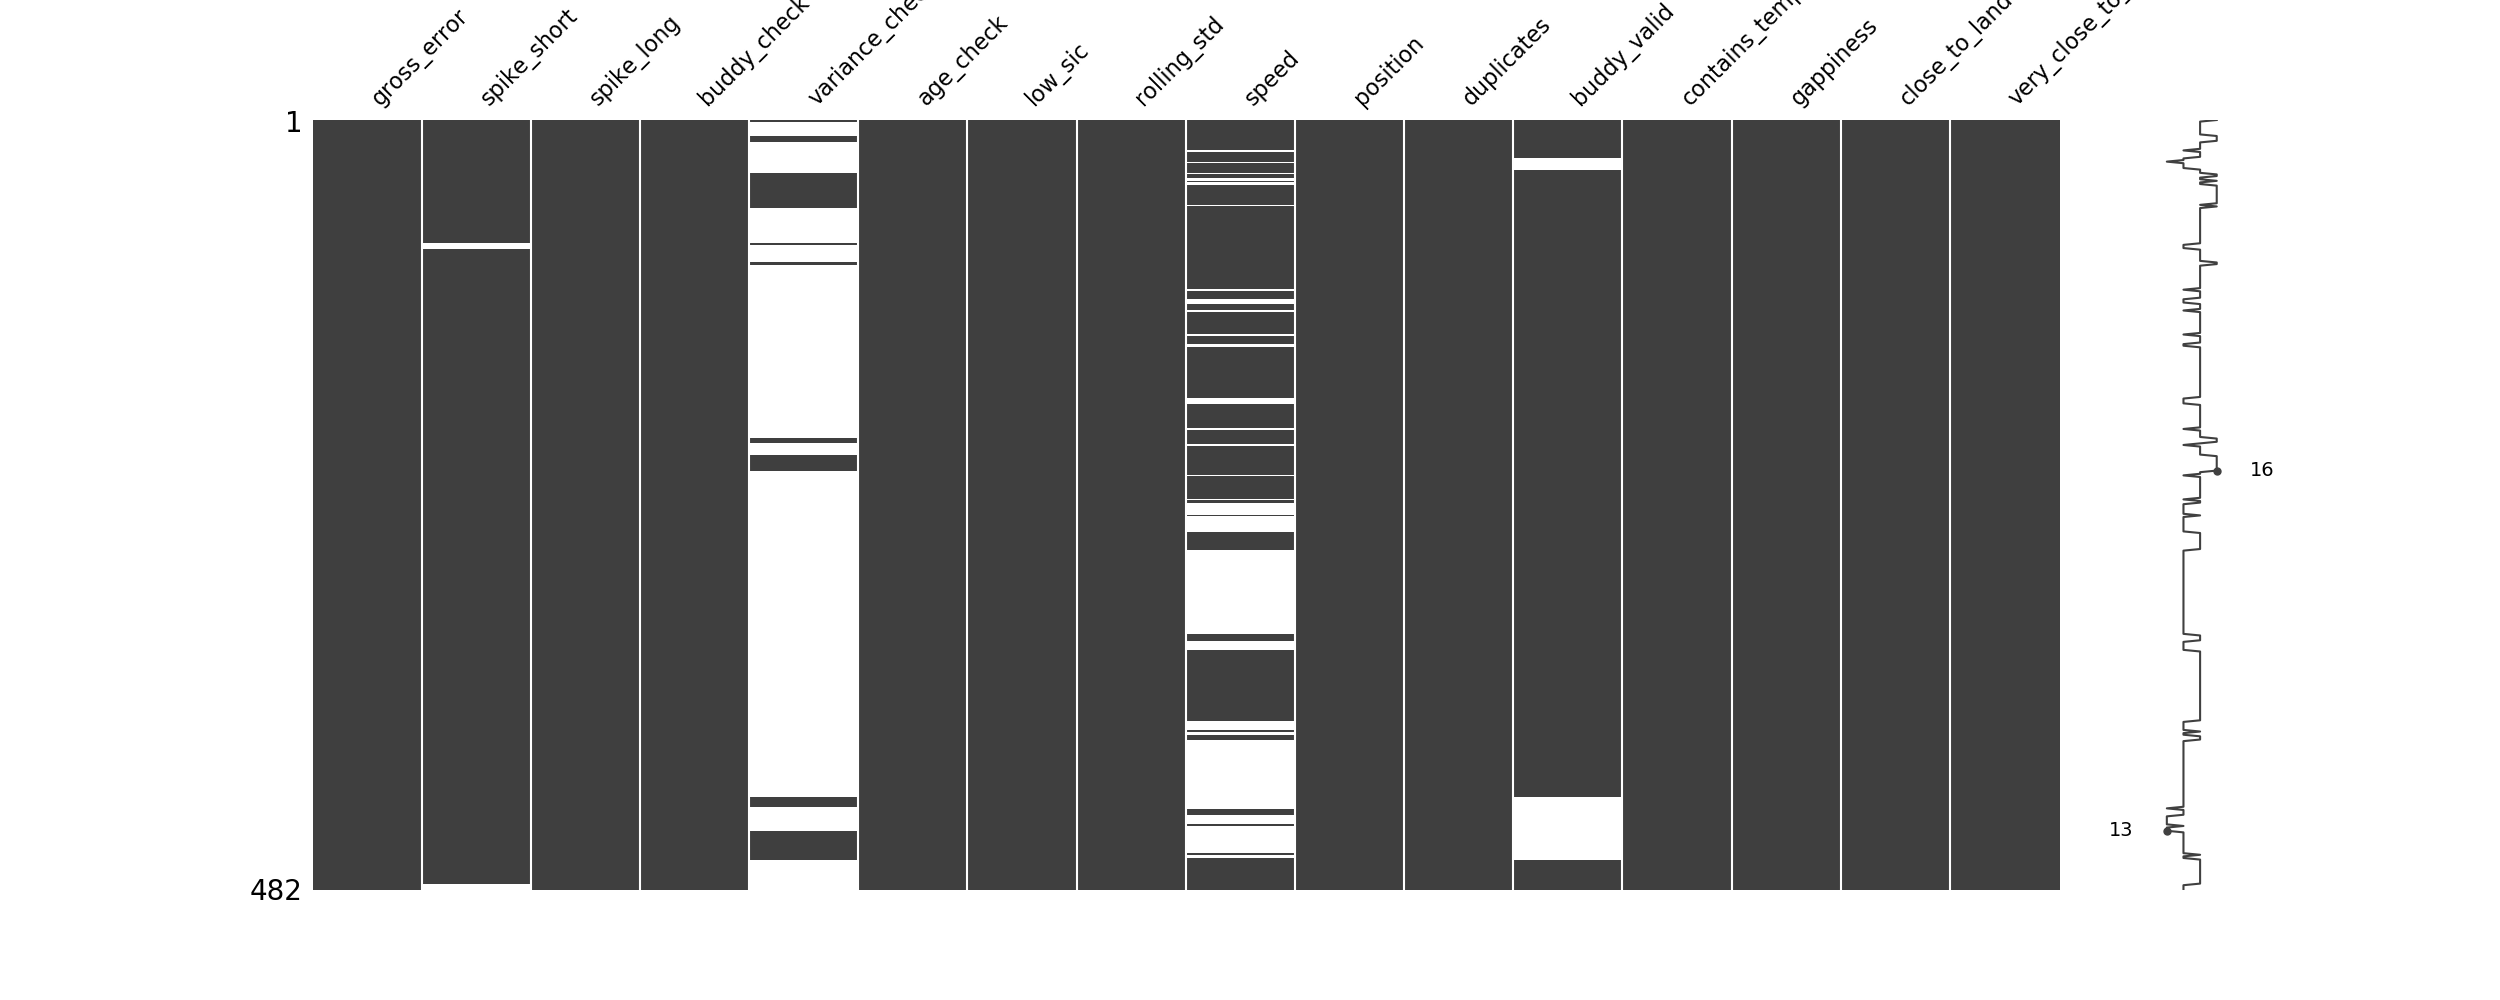 gross_error
spike_short
spike_long
buddy_check
variance_che
age_check
low_sic
rolling_std
speed
position
duplicates
buddy_valid
contains_temp
gappiness
close_to_land
very_close_to_
1
16
13
482